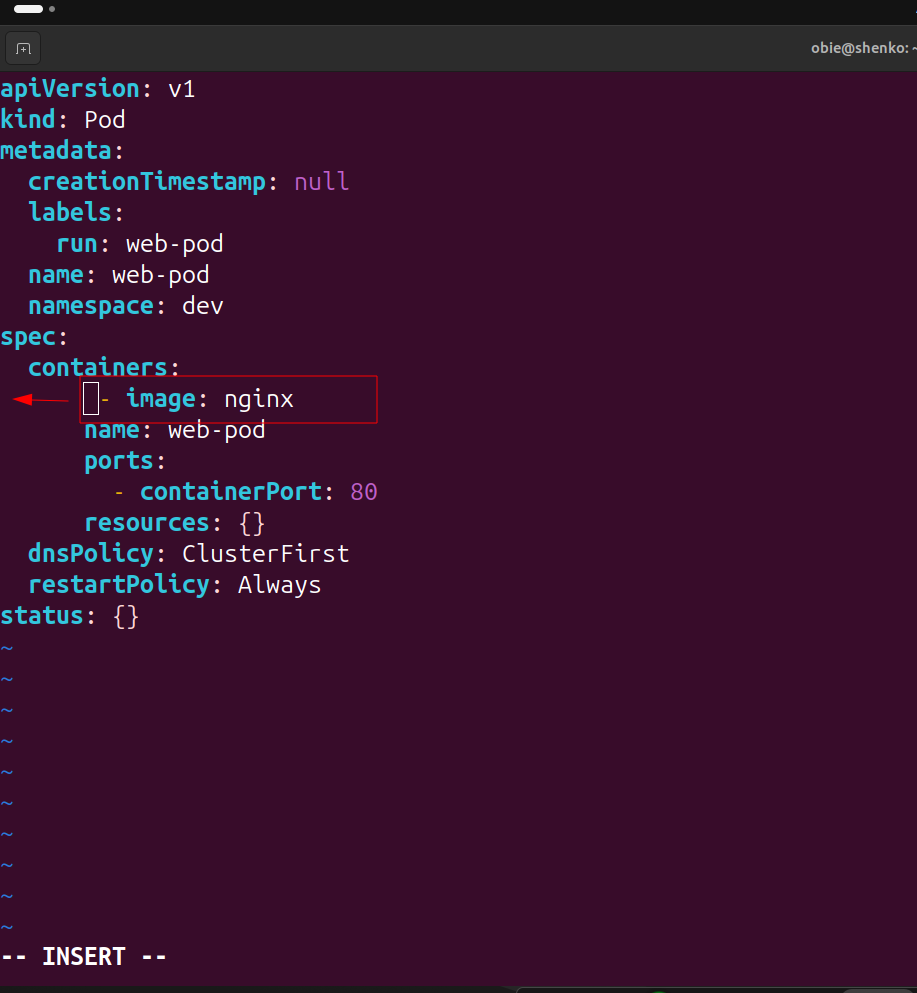 obie@shenko: ~
apiVersion: v1
kind: Pod
metadata:
  creationTimestamp: null
  labels:
    run: web-pod
  name: web-pod
  namespace: dev
spec:
  containers:
       - image: nginx
      name: web-pod
      ports:
        - containerPort: 80
      resources: {}
  dnsPolicy: ClusterFirst
  restartPolicy: Always
status: {}
~
~
~
~
~
~
~
~
~
~
-- INSERT --